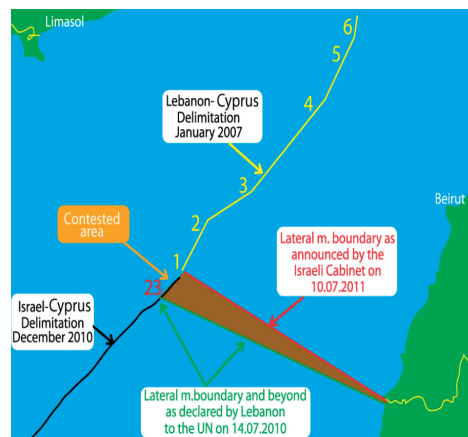 Limasol
6
5
4
Lebanon- Cyprus
Delimitation
January 2007
3
Beirut
2
Contested
area
1
Lateral m. boundary as
announced by the
Israeli Cabinet on
10.07.2011
23
Israel-Cyprus
Delimitation
December 2010
Lateral m.boundary and beyond
as declared by Lebanon
to the UN on 14.07.2010